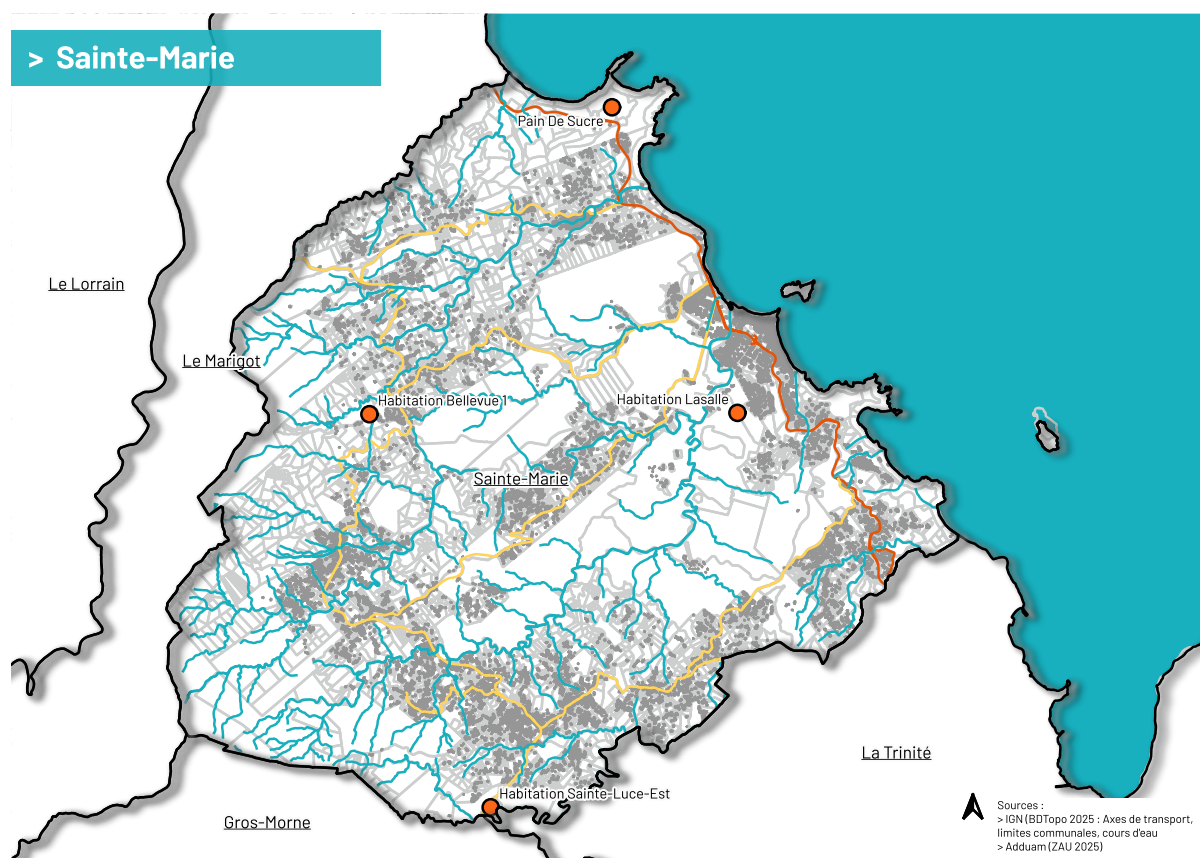 > Sainte-Marie
Pain De Sucre
Le Lorrain
Le Marigot
Habitation Bellevue 1
Habitation Lasalle
Sainte-Marie
La Trinité
Habitation Sainte-Luce-Est
Gros-Morne
Sources :
> IGN (BDTopo 2025 : Axes de transport,
limites communales, cours d'eau
> Adduam (ZAU 2025)